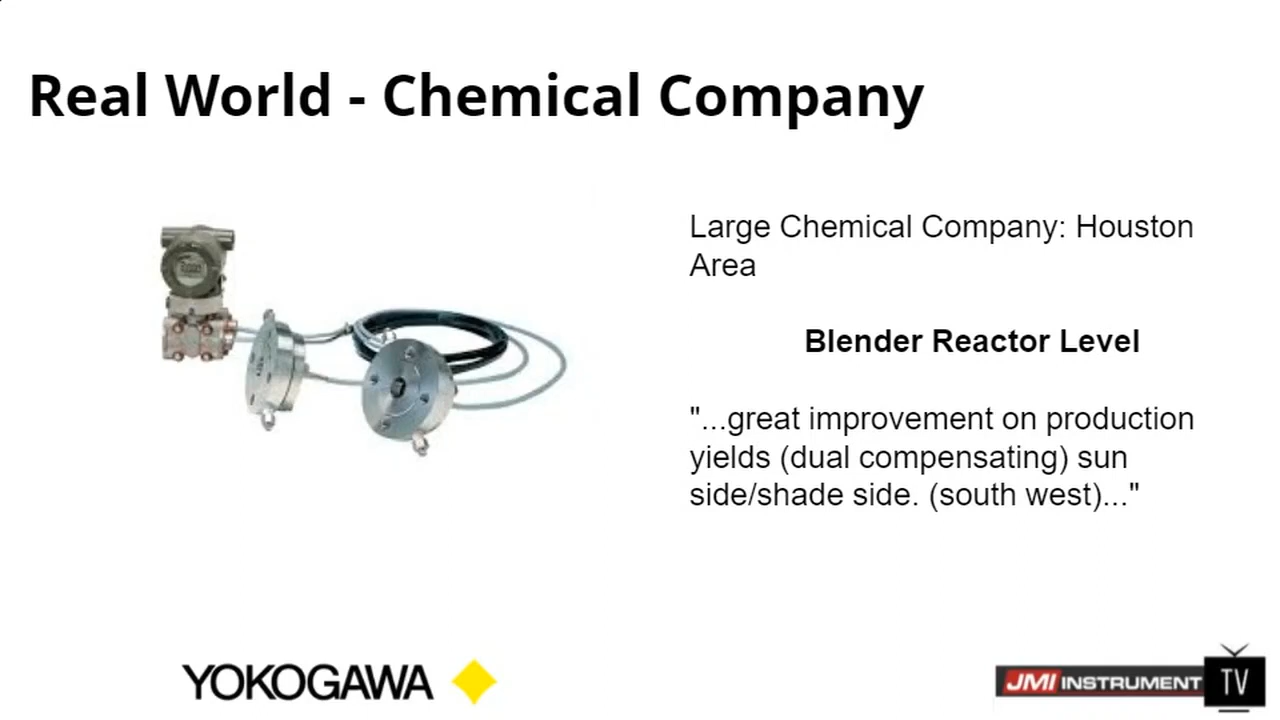 Real World - Chemical Company
Large Chemical Company: Houston
Area
Blender Reactor Level
"...great improvement on production
yields (dual compensating) sun
side/shade side. (south west)..."
YOKOGAWA
JMI INSTRUMENT TV